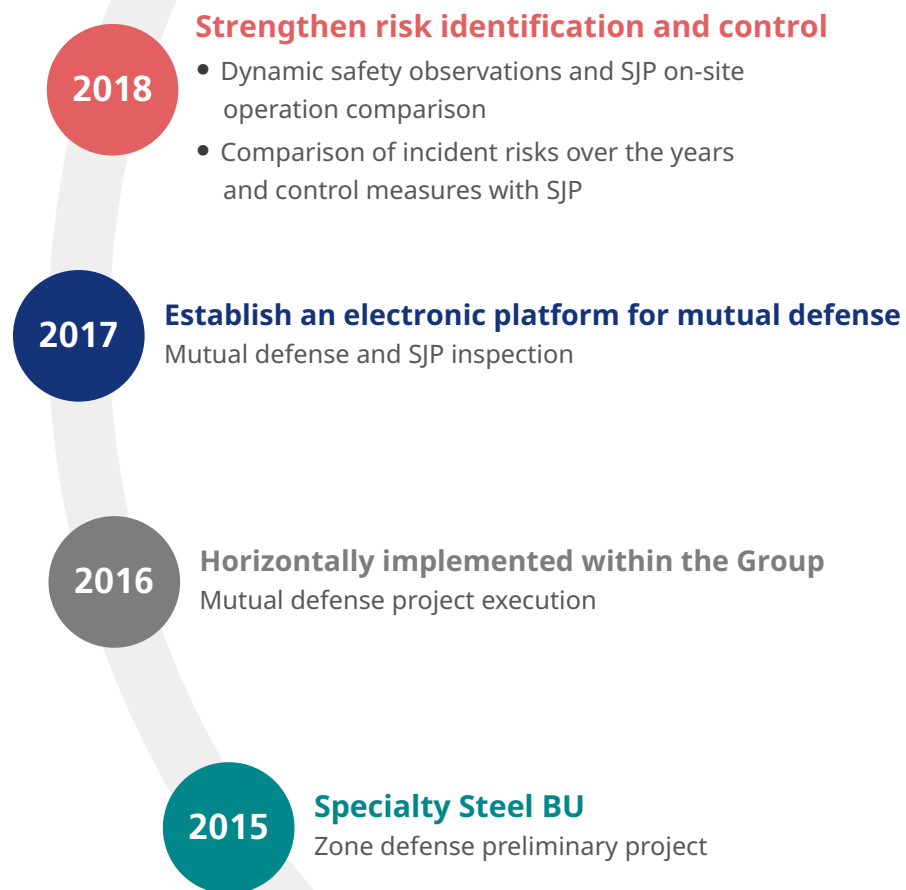 2018
Strengthen risk identification and control
• Dynamic safety observations and SJP on-site
operation comparison
• Comparison of incident risks over the years
and control measures with SJP
2017
Establish an electronic platform for mutual defense
Mutual defense and SJP inspection
2016
Horizontally implemented within the Group
Mutual defense project execution
2015
Specialty Steel BU
Zone defense preliminary project